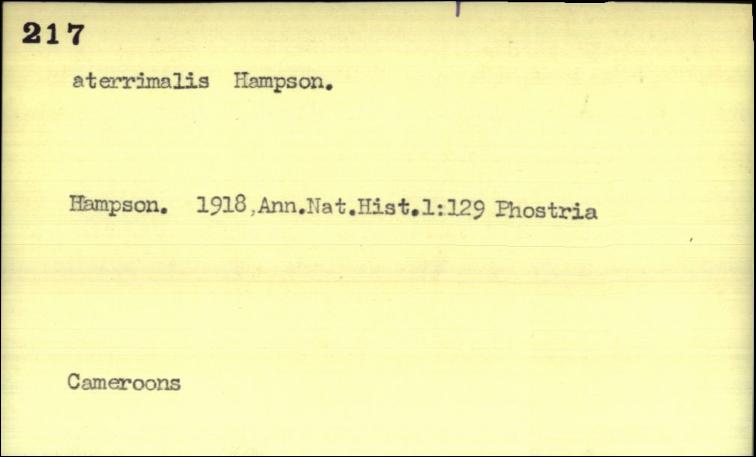 217
aterrimalis Hampson.
Hampson. 1918,Ann.Nat.Hist.1:129 Phostria
Cameroons